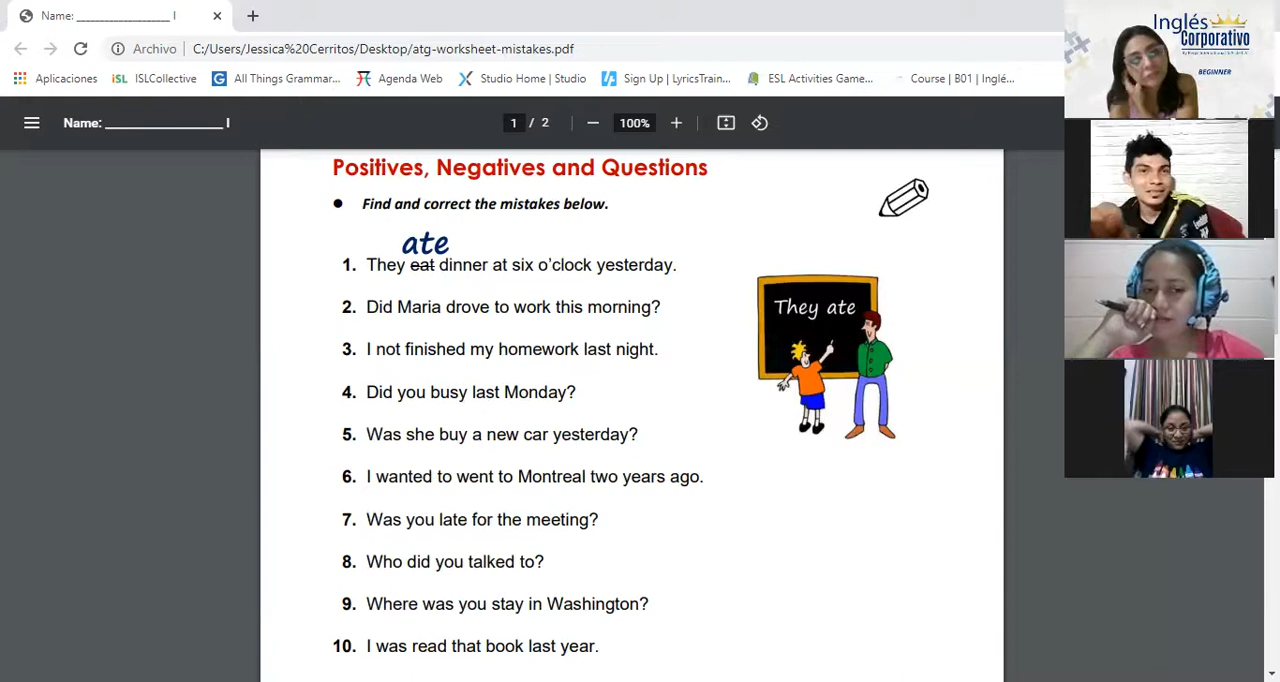 Name: ____________________ I
Archivo C:/Users/Jessica%20Cerritos/Desktop/atg-worksheet-mistakes.pdf
Aplicaciones ISLCollective All Things Grammar... Agenda Web Studio Home | Studio Sign Up | LyricsTrain... ESL Activities Game... Course | B01 | Inglé...
Name: ________________ I 1 / 2 100%
Inglés
Corporativo
BEGINNER
Positives, Negatives and Questions
Find and correct the mistakes below.
ate
1. They eat dinner at six o’clock yesterday.
2. Did Maria drove to work this morning?
3. I not finished my homework last night.
4. Did you busy last Monday?
5. Was she buy a new car yesterday?
6. I wanted to went to Montreal two years ago.
7. Was you late for the meeting?
8. Who did you talked to?
9. Where was you stay in Washington?
10. I was read that book last year.
They ate